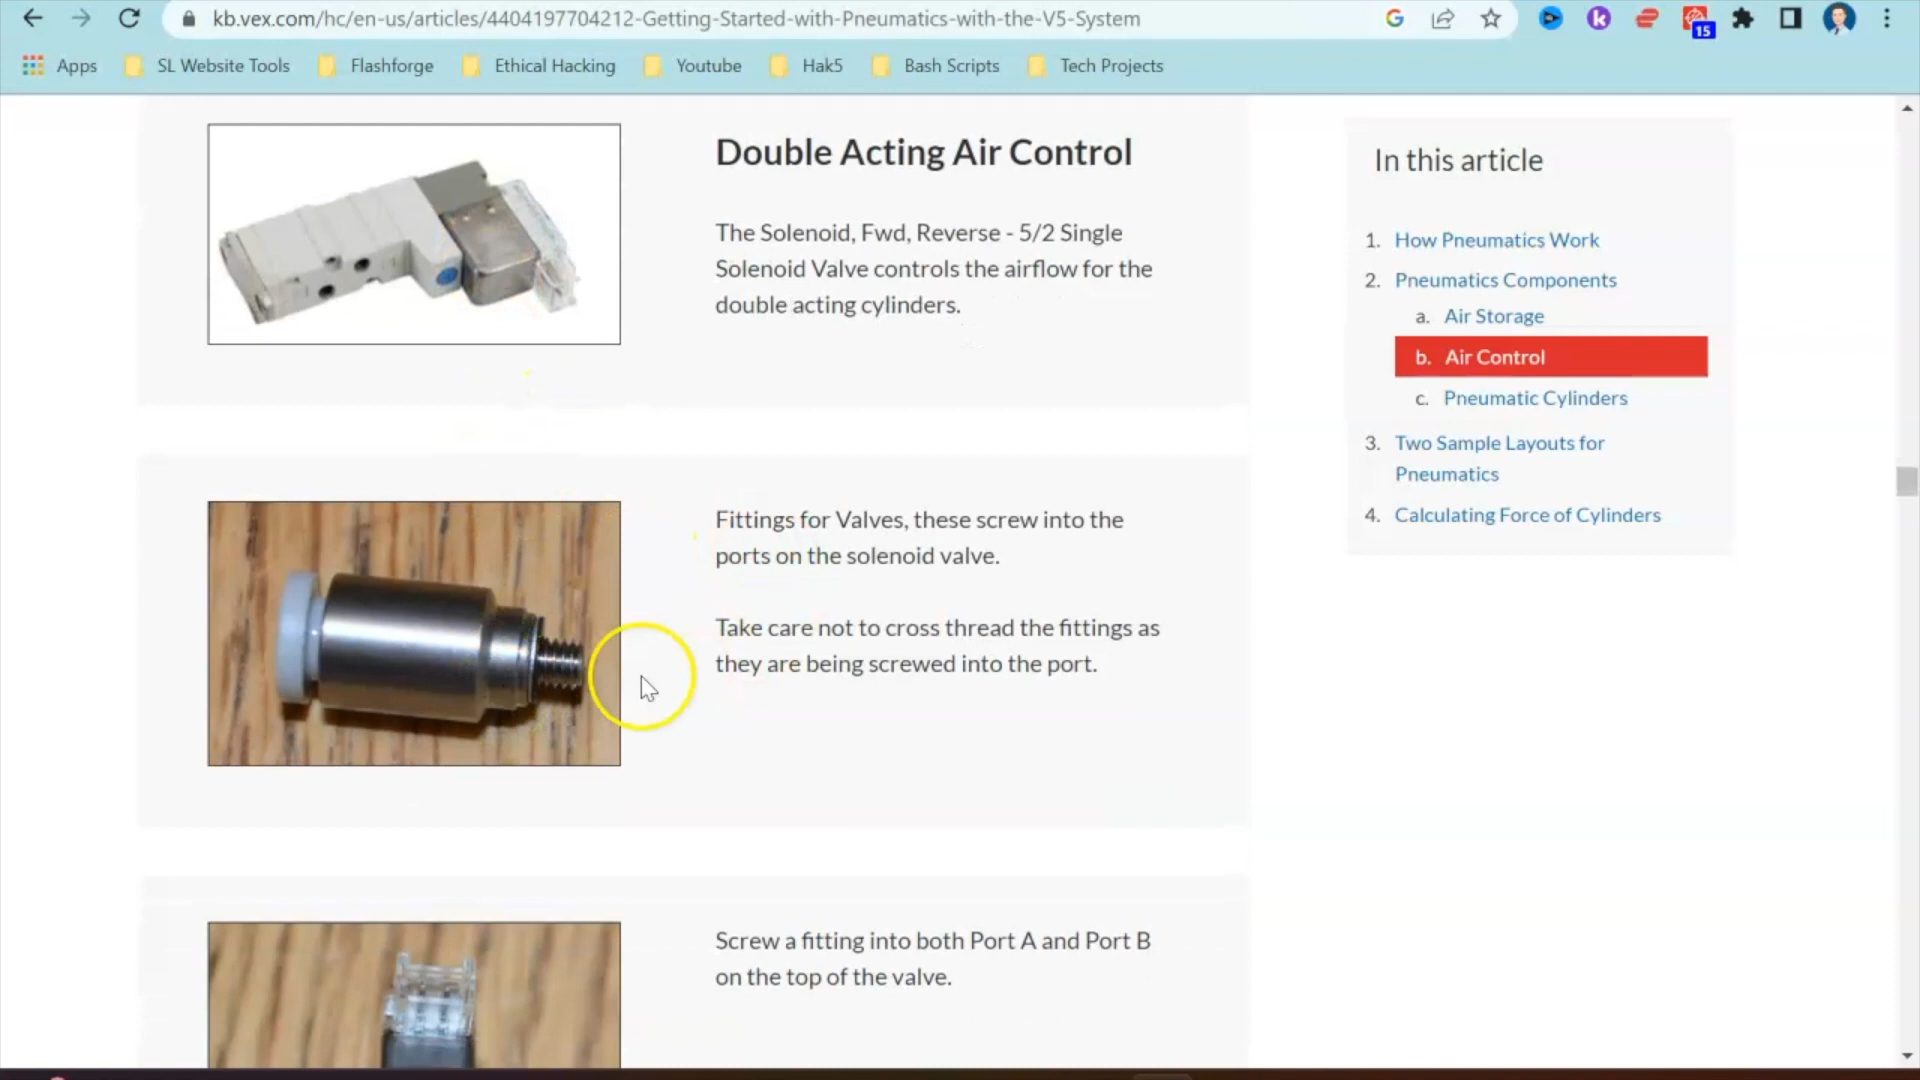 kb.vex.com/hc/en-us/articles/4404197704212-Getting-Started-with-Pneumatics-with-the-V5-System
15
Apps
SL Website Tools
Flashforge
Ethical Hacking
Youtube
Hak5
Bash Scripts
Tech Projects
Double Acting Air Control
The Solenoid, Fwd, Reverse - 5/2 Single
Solenoid Valve controls the airflow for the
double acting cylinders.
Fittings for Valves, these screw into the
ports on the solenoid valve.
Take care not to cross thread the fittings as
they are being screwed into the port.
Screw a fitting into both Port A and Port B
on the top of the valve.
In this article
1. How Pneumatics Work
2. Pneumatics Components
a. Air Storage
b. Air Control
c. Pneumatic Cylinders
3. Two Sample Layouts for
Pneumatics
4. Calculating Force of Cylinders